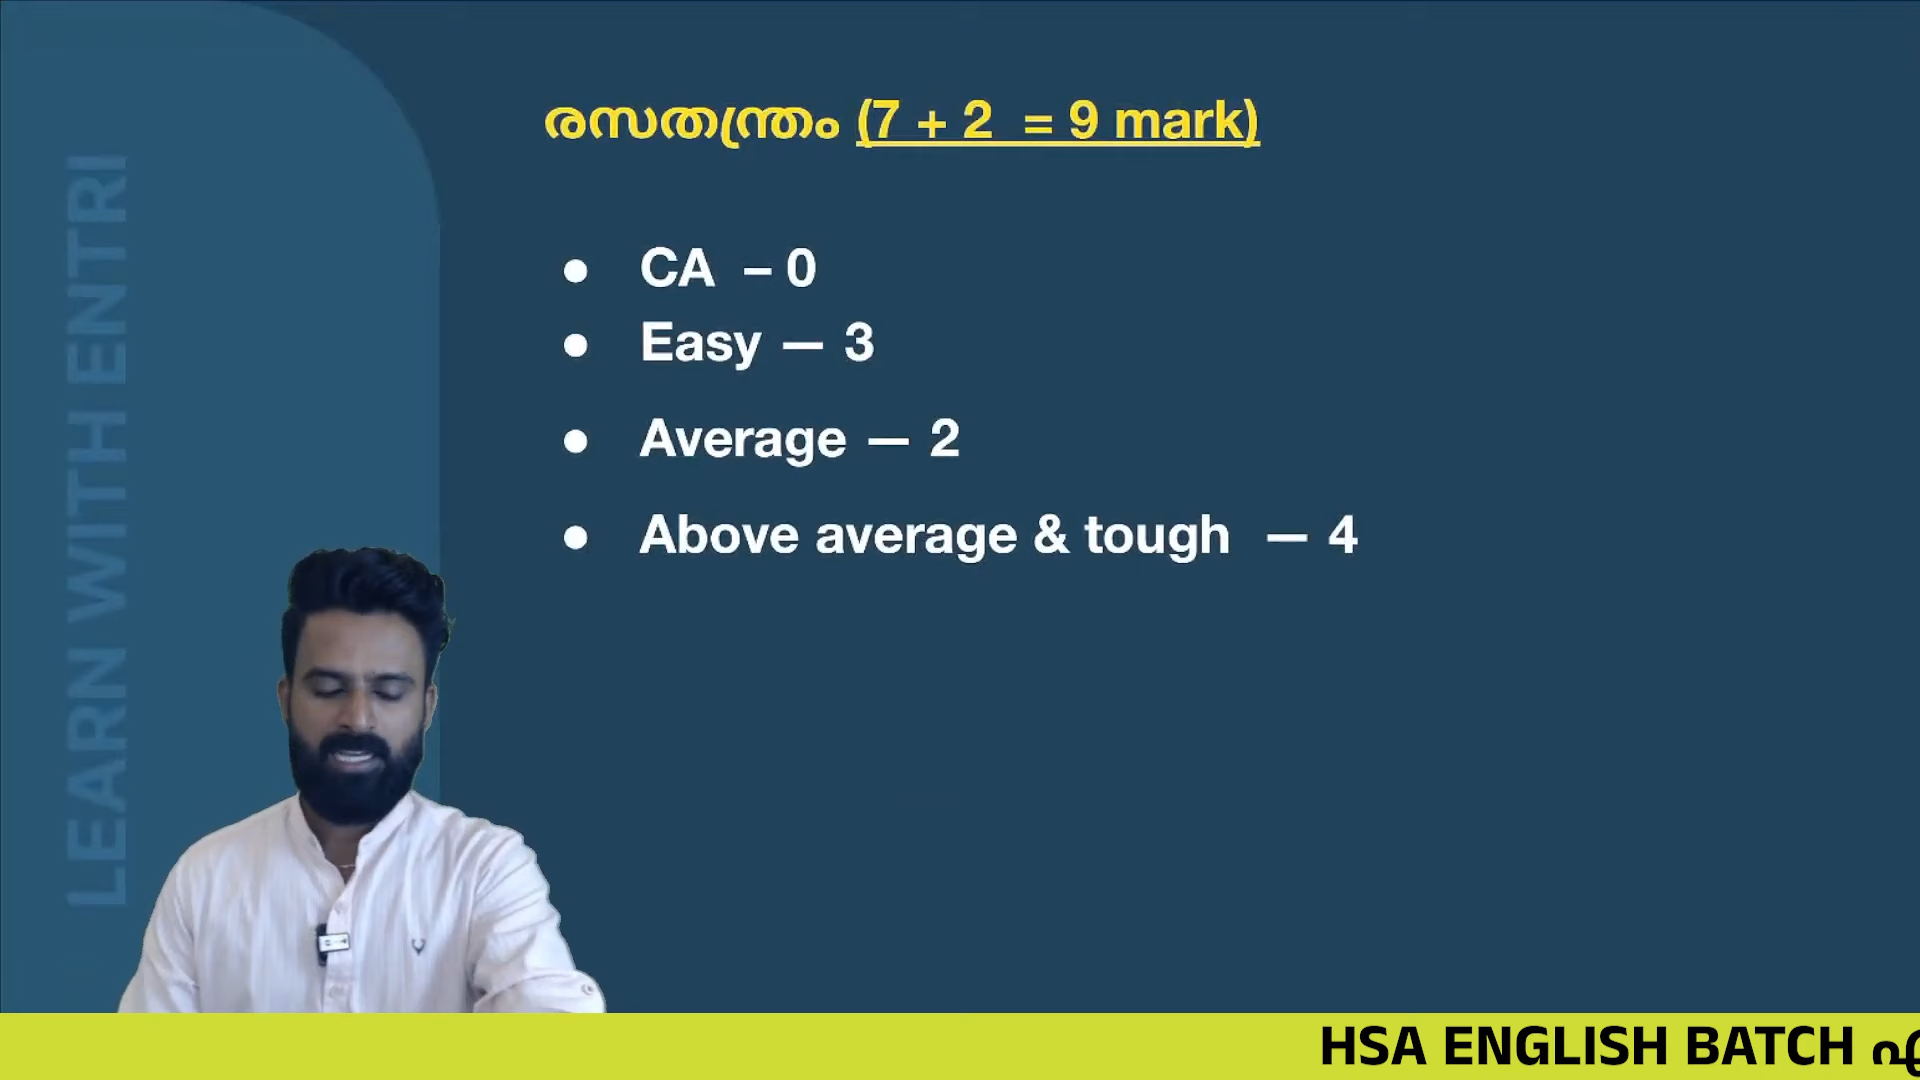 LEARN WITH ENTRI
രസതന്ത്രം (7 + 2 = 9 mark)
● CA – 0
● Easy — 3
● Average — 2
● Above average & tough — 4
HSA ENGLISH BATCH